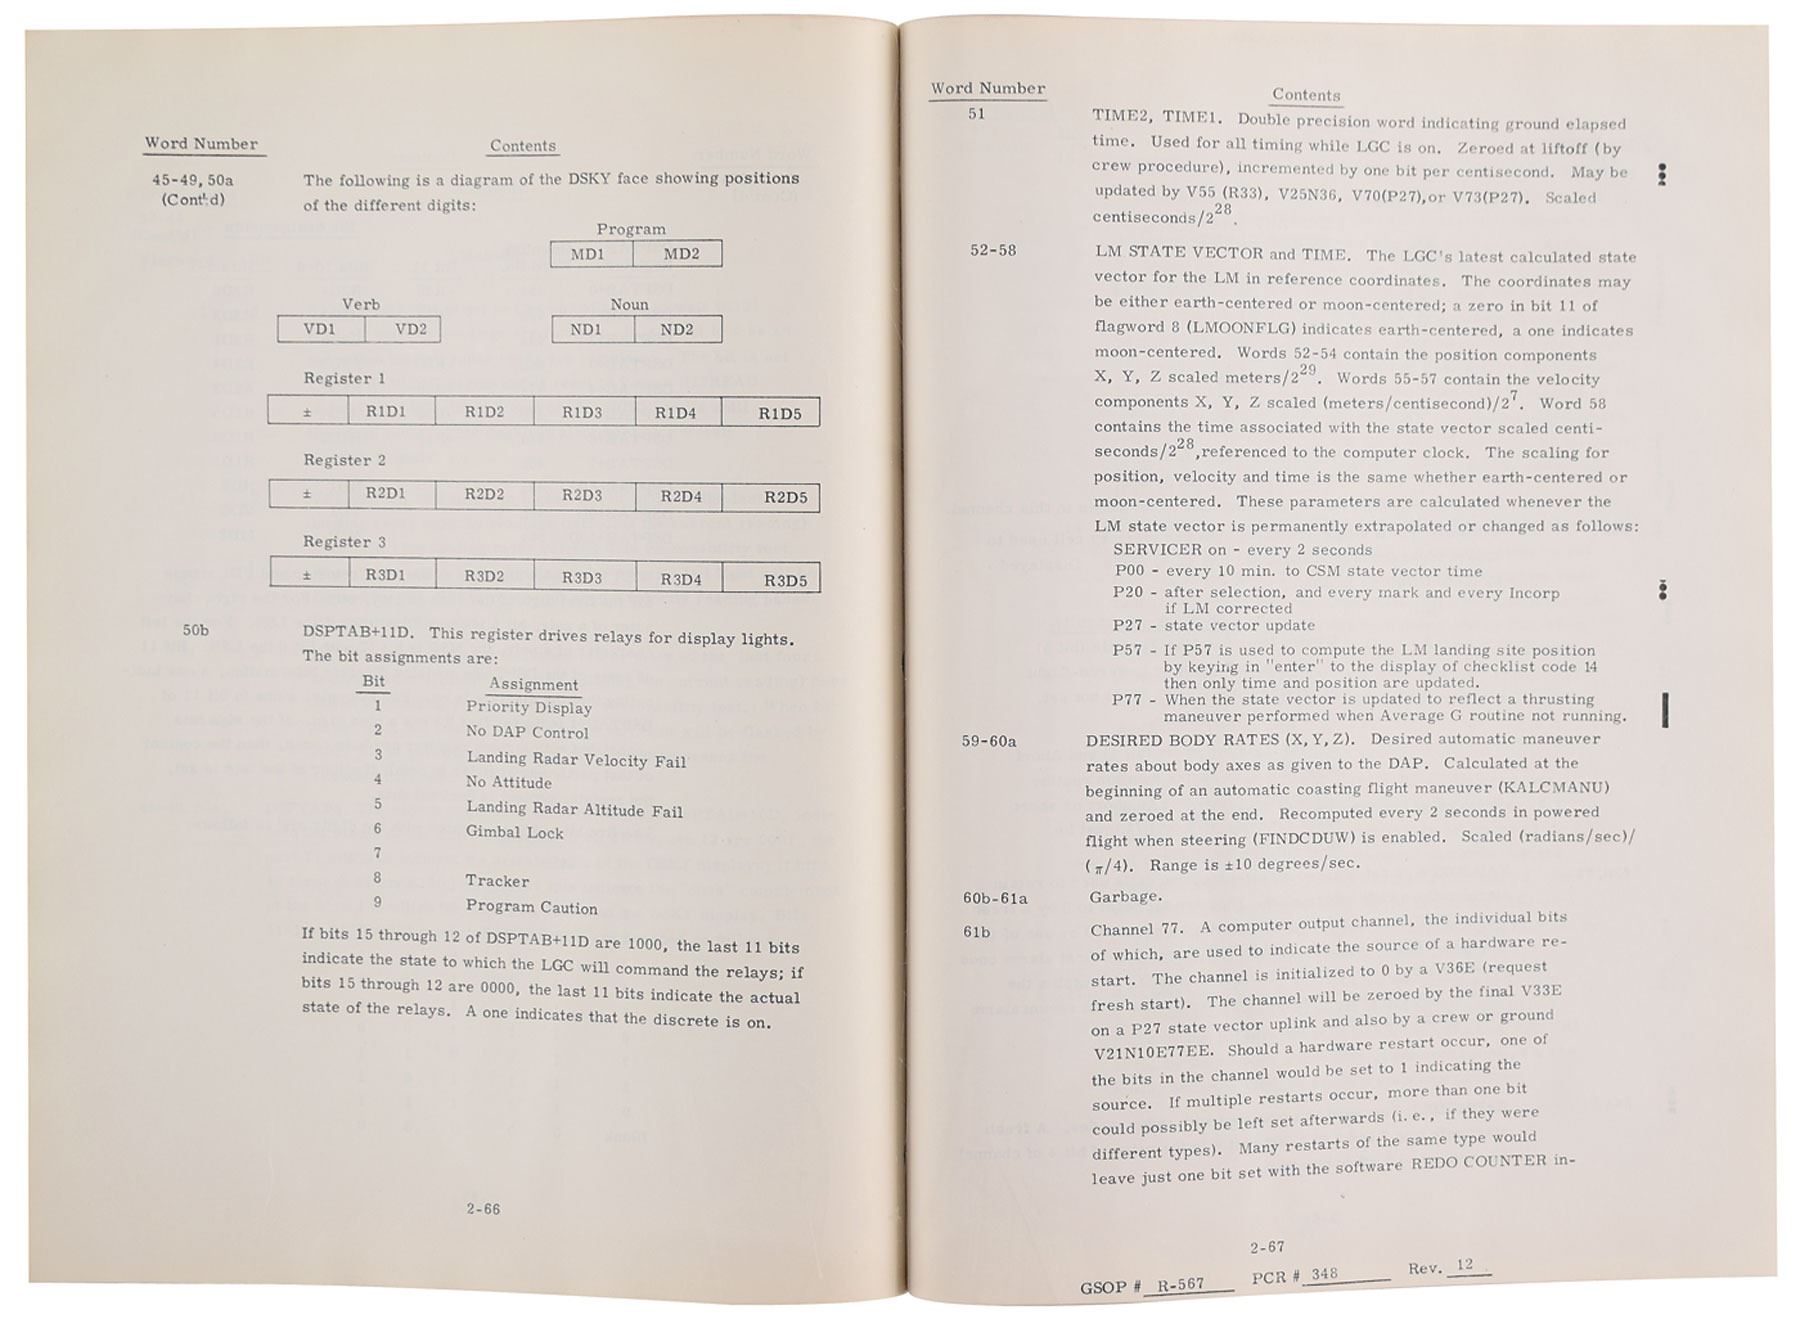 Word Number Contents
45-49, 50a The following is a diagram of the DSKY face showing positions
(Cont'd) of the different digits:
Program
MD1 MD2
Verb Noun
VD1 VD2 ND1 ND2
Register 1
± R1D1 R1D2 R1D3 R1D4 R1D5
Register 2
± R2D1 R2D2 R2D3 R2D4 R2D5
Register 3
± R3D1 R3D2 R3D3 R3D4 R3D5
50b DSPTAB+11D. This register drives relays for display lights.
The bit assignments are:
Bit Assignment
1 Priority Display
2 No DAP Control
3 Landing Radar Velocity Fail
4 No Attitude
5 Landing Radar Altitude Fail
6 Gimbal Lock
7
8 Tracker
9 Program Caution
If bits 15 through 12 of DSPTAB+11D are 1000, the last 11 bits
indicate the state to which the LGC will command the relays; if
bits 15 through 12 are 0000, the last 11 bits indicate the actual
state of the relays. A one indicates that the discrete is on.
2-66
Word Number Contents
51 TIME2, TIME1. Double precision word indicating ground elapsed
time. Used for all timing while LGC is on. Zeroed at liftoff (by
crew procedure), incremented by one bit per centisecond. May be
updated by V55 (R33), V25N36, V70(P27),or V73(P27). Scaled
centiseconds/2^28.
52-58 LM STATE VECTOR and TIME. The LGC's latest calculated state
vector for the LM in reference coordinates. The coordinates may
be either earth-centered or moon-centered; a zero in bit 11 of
flagword 8 (LMOONFLG) indicates earth-centered, a one indicates
moon-centered. Words 52-54 contain the position components
X, Y, Z scaled meters/2^29. Words 55-57 contain the velocity
components X, Y, Z scaled (meters/centisecond)/2^7. Word 58
contains the time associated with the state vector scaled centi-
seconds/2^28,referenced to the computer clock. The scaling for
position, velocity and time is the same whether earth-centered or
moon-centered. These parameters are calculated whenever the
LM state vector is permanently extrapolated or changed as follows:
SERVICER on - every 2 seconds
P00 - every 10 min. to CSM state vector time
P20 - after selection, and every mark and every Incorp
if LM corrected
P27 - state vector update
P57 - If P57 is used to compute the LM landing site position
by keying in "enter" to the display of checklist code 14
then only time and position are updated.
P77 - When the state vector is updated to reflect a thrusting
maneuver performed when Average G routine not running.
59-60a DESIRED BODY RATES (X, Y, Z). Desired automatic maneuver
rates about body axes as given to the DAP. Calculated at the
beginning of an automatic coasting flight maneuver (KALCMANU)
and zeroed at the end. Recomputed every 2 seconds in powered
flight when steering (FINDCDUW) is enabled. Scaled (radians/sec)/
(π/4). Range is ±10 degrees/sec.
60b-61a Garbage.
61b Channel 77. A computer output channel, the individual bits
of which, are used to indicate the source of a hardware re-
start. The channel is initialized to 0 by a V36E (request
fresh start). The channel will be zeroed by the final V33E
on a P27 state vector uplink and also by a crew or ground
V21N10E77EE. Should a hardware restart occur, one of
the bits in the channel would be set to 1 indicating the
source. If multiple restarts occur, more than one bit
could possibly be left set afterwards (i. e., if they were
different types). Many restarts of the same type would
leave just one bit set with the software REDO COUNTER in-
2-67
GSOP # R-567 PCR # 348 Rev. 12